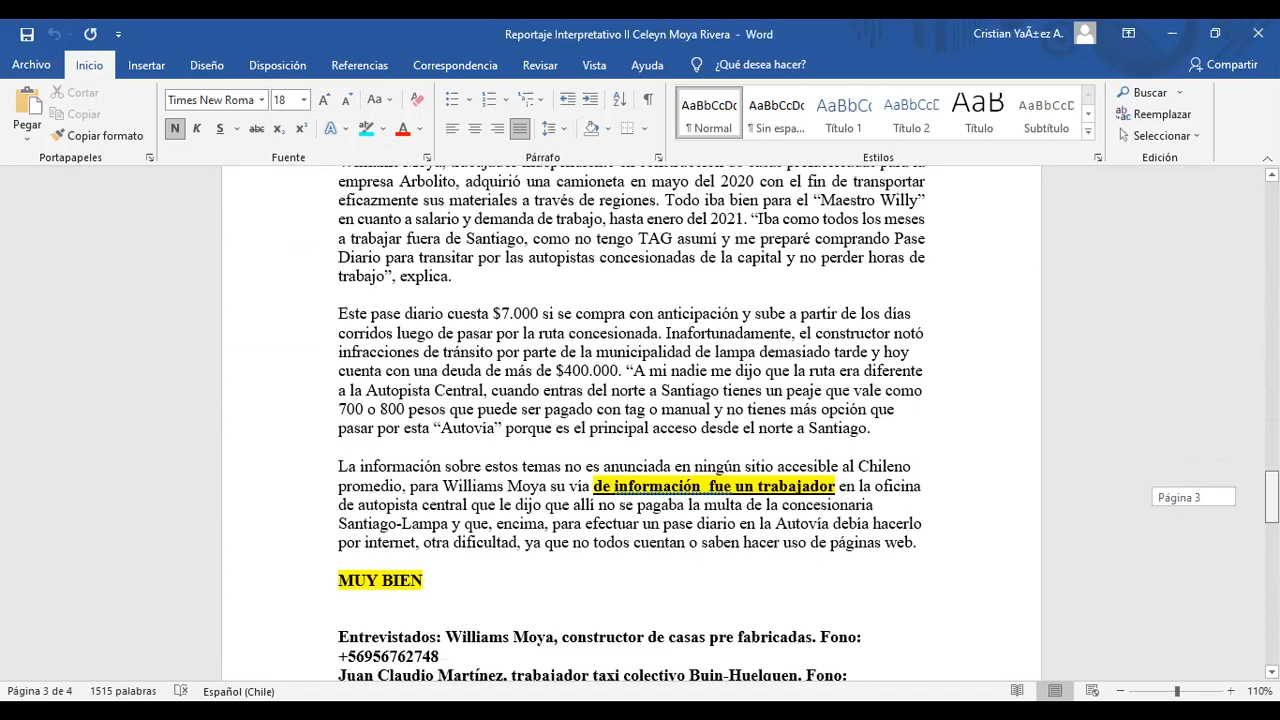 Reportaje Interpretativo II Celeyn Moya Rivera - Word
Cristian YaÃ±ez A.
Archivo Inicio Insertar Diseño Disposición Referencias Correspondencia Revisar Vista Ayuda ¿Qué desea hacer? Compartir
Pegar
Cortar
Copiar
Copiar formato
Portapapeles
Times New Roma 18
Aa
N K S abc x₂ x² A
Fuente
Párrafo
AaBbCcDc
¶ Normal
AaBbCcDc
¶ Sin espa...
AaBbCcD
Título 1
AaBbCcD
Título 2
AaB
Título
AaBbCcD
Subtítulo
Estilos
Buscar
Reemplazar
Seleccionar
Edición
empresa Arbolito, adquirió una camioneta en mayo del 2020 con el fin de transportar
eficazmente sus materiales a través de regiones. Todo iba bien para el “Maestro Willy”
en cuanto a salario y demanda de trabajo, hasta enero del 2021. “Iba como todos los meses
a trabajar fuera de Santiago, como no tengo TAG asumí y me preparé comprando Pase
Diario para transitar por las autopistas concesionadas de la capital y no perder horas de
trabajo”, explica.
Este pase diario cuesta $7.000 si se compra con anticipación y sube a partir de los días
corridos luego de pasar por la ruta concesionada. Inafortunadamente, el constructor notó
infracciones de tránsito por parte de la municipalidad de lampa demasiado tarde y hoy
cuenta con una deuda de más de $400.000. “A mi nadie me dijo que la ruta era diferente
a la Autopista Central, cuando entras del norte a Santiago tienes un peaje que vale como
700 o 800 pesos que puede ser pagado con tag o manual y no tienes más opción que
pasar por esta “Autovía” porque es el principal acceso desde el norte a Santiago.
La información sobre estos temas no es anunciada en ningún sitio accesible al Chileno
promedio, para Williams Moya su vía de información  fue un trabajador en la oficina
de autopista central que le dijo que allí no se pagaba la multa de la concesionaria
Santiago-Lampa y que, encima, para efectuar un pase diario en la Autovía debía hacerlo
por internet, otra dificultad, ya que no todos cuentan o saben hacer uso de páginas web.
MUY BIEN
Entrevistados: Williams Moya, constructor de casas pre fabricadas. Fono:
+56956762748
Juan Claudio Martínez, trabajador taxi colectivo Buin-Huelquen. Fono:
Página 3
Página 3 de 4 1515 palabras Español (Chile) 110%